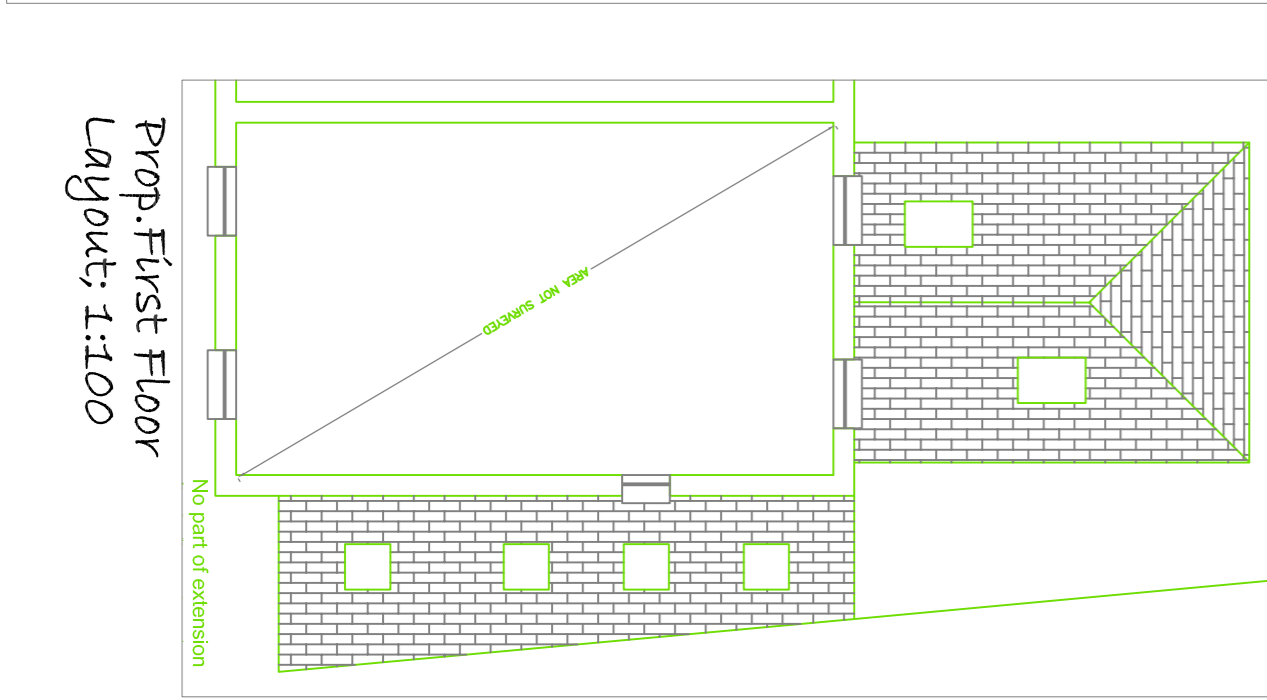 Prop.First Floor
Layout; 1:100
AREA NOT SURVEYED
No part of extension